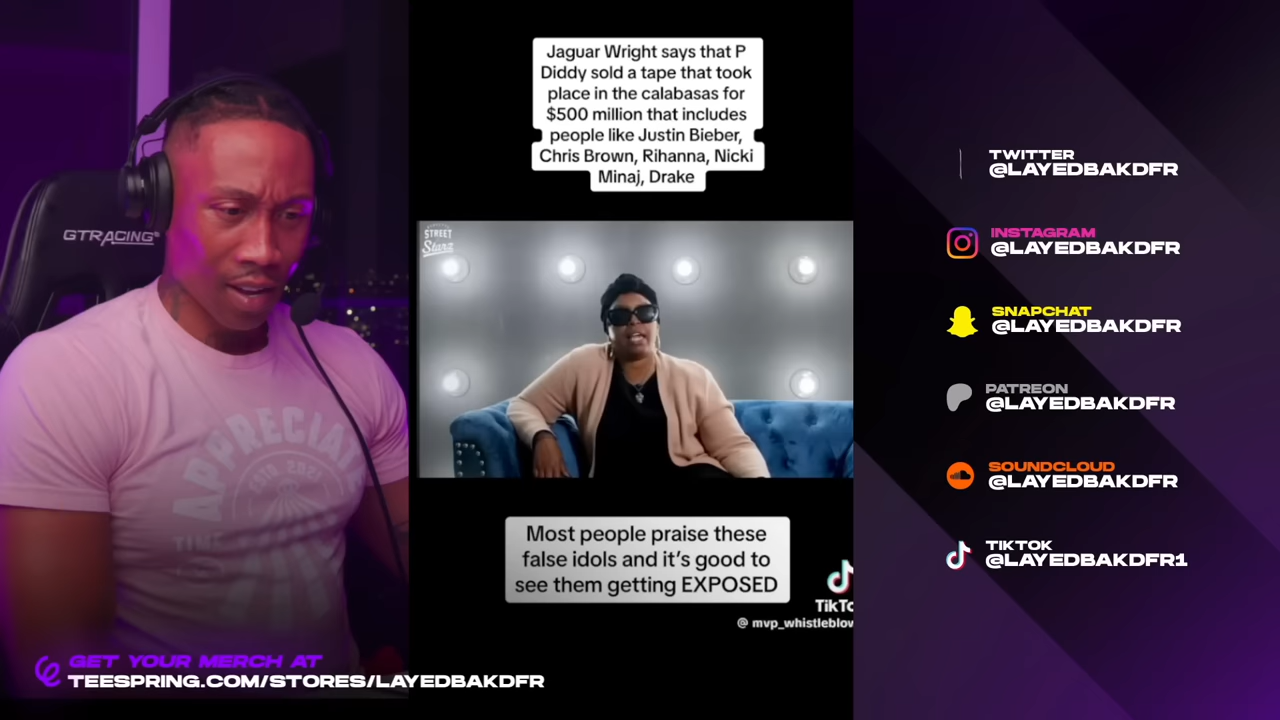 Jaguar Wright says that P
Diddy sold a tape that took
place in the calabasas for
$500 million that includes
people like Justin Bieber,
Chris Brown, Rihanna, Nicki
Minaj, Drake
STREET
Starz
GTRACING
APPRECIA
Most people praise these
false idols and it's good to
see them getting EXPOSED
TikTo
@ mvp_whistleblow
GET YOUR MERCH AT
TEESPRING.COM/STORES/LAYEDBAKDFR
TWITTER
@LAYEDBAKDFR
INSTAGRAM
@LAYEDBAKDFR
SNAPCHAT
@LAYEDBAKDFR
PATREON
@LAYEDBAKDFR
SOUNDCLOUD
@LAYEDBAKDFR
TIKTOK
@LAYEDBAKDFR1